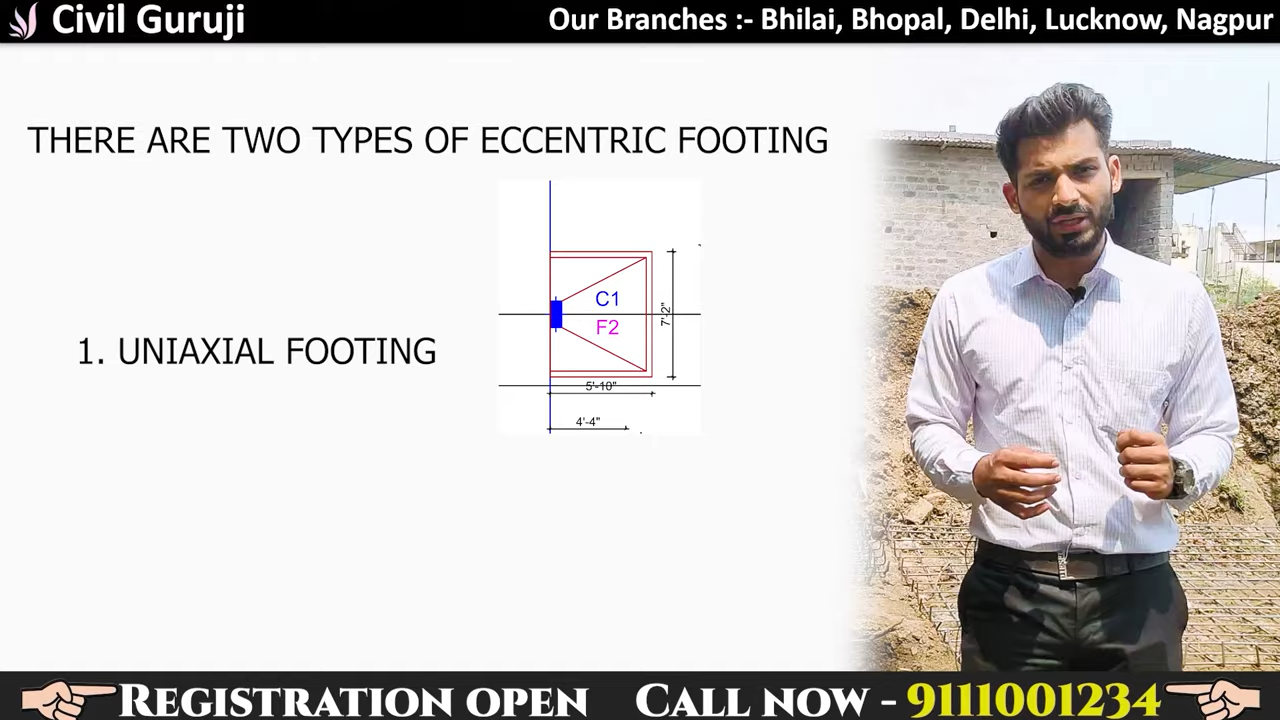 Civil Guruji
Our Branches :- Bhilai, Bhopal, Delhi, Lucknow, Nagpur
THERE ARE TWO TYPES OF ECCENTRIC FOOTING
1. UNIAXIAL FOOTING
C1
F2
7'-2"
5'-10"
4'-4"
REGISTRATION OPEN CALL NOW - 9111001234